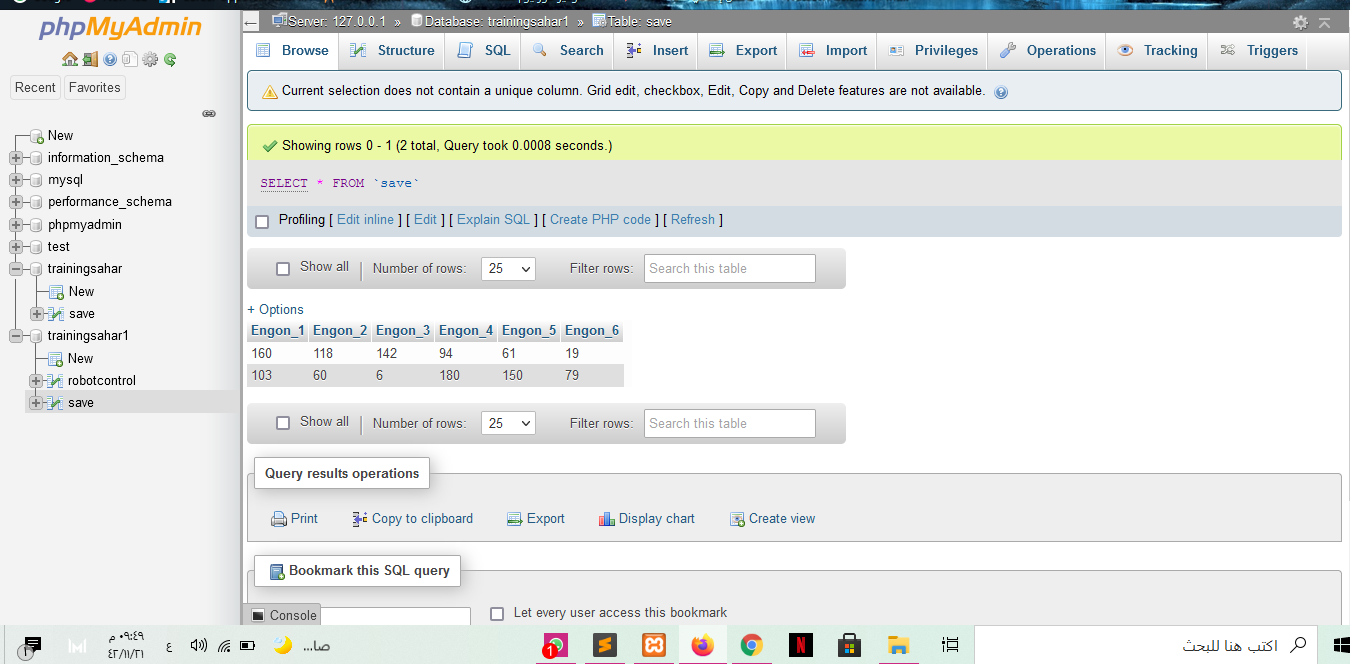 phpMyAdmin
Recent Favorites
New
information_schema
mysql
performance_schema
phpmyadmin
test
trainingsahar
New
save
trainingsahar1
New
robotcontrol
save
← Server: 127.0.0.1 » Database: trainingsahar1 » Table: save
Browse Structure SQL Search Insert Export Import Privileges Operations Tracking Triggers
Current selection does not contain a unique column. Grid edit, checkbox, Edit, Copy and Delete features are not available.
Showing rows 0 - 1 (2 total, Query took 0.0008 seconds.)
SELECT * FROM `save`
Profiling [ Edit inline ] [ Edit ] [ Explain SQL ] [ Create PHP code ] [ Refresh ]
Show all | Number of rows: 25 Filter rows: Search this table
+ Options
Engon_1 Engon_2 Engon_3 Engon_4 Engon_5 Engon_6
160 118 142 94 61 19
103 60 6 180 150 79
Show all | Number of rows: 25 Filter rows: Search this table
Query results operations
Print Copy to clipboard Export Display chart Create view
Bookmark this SQL query
Console
Let every user access this bookmark
٠٩:٤٩ م
٤٢/١١/٢١
ع
صا...
1
1
اكتب هنا للبحث